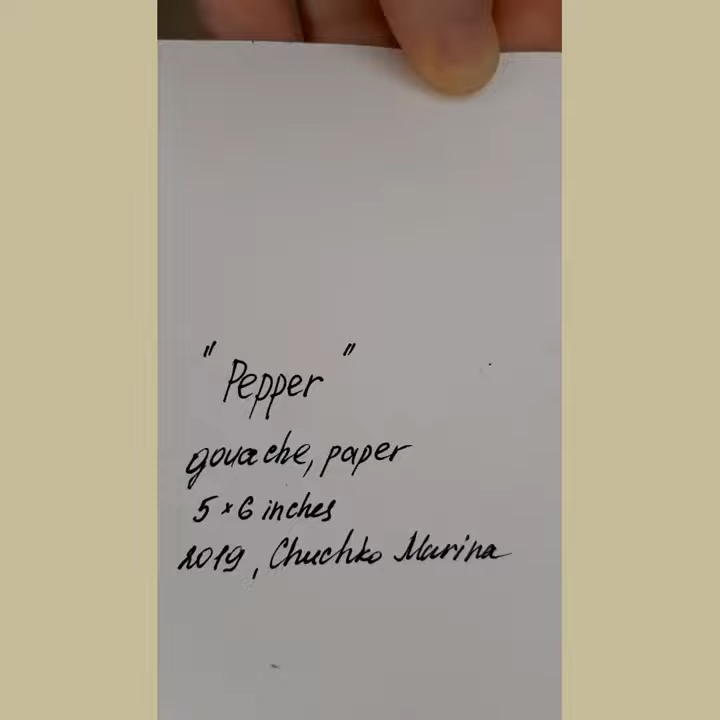 "Pepper"
gouache, paper
5 × 6 inches
2019, Chuchko Marina